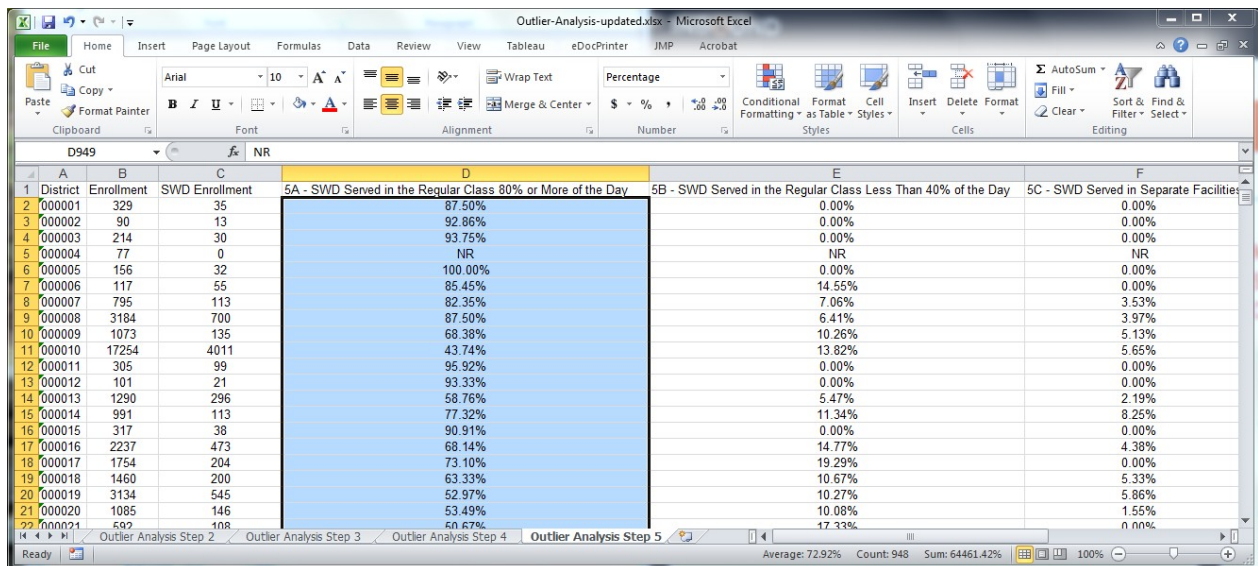 Outlier-Analysis-updated.xlsx - Microsoft Excel
File Home Insert Page Layout Formulas Data Review View Tableau eDocPrinter JMP Acrobat
Paste
Cut
Copy
Format Painter
Clipboard
Arial 10
B I U
Font
Wrap Text
Merge & Center
Alignment
Percentage
$ % ,
Number
Conditional Formatting
Format as Table
Cell Styles
Styles
Insert Delete Format
Cells
Σ AutoSum
Fill
Clear
Sort & Filter
Find & Select
Editing
D949 fx NR
A B C D E F
1 District Enrollment SWD Enrollment 5A - SWD Served in the Regular Class 80% or More of the Day 5B - SWD Served in the Regular Class Less Than 40% of the Day 5C - SWD Served in Separate Facilities
2 000001 329 35 87.50% 0.00% 0.00%
3 000002 90 13 92.86% 0.00% 0.00%
4 000003 214 30 93.75% 0.00% 0.00%
5 000004 77 0 NR NR NR
6 000005 156 32 100.00% 0.00% 0.00%
7 000006 117 55 85.45% 14.55% 0.00%
8 000007 795 113 82.35% 7.06% 3.53%
9 000008 3184 700 87.50% 6.41% 3.97%
10 000009 1073 135 68.38% 10.26% 5.13%
11 000010 17254 4011 43.74% 13.82% 5.65%
12 000011 305 99 95.92% 0.00% 0.00%
13 000012 101 21 93.33% 0.00% 0.00%
14 000013 1290 296 58.76% 5.47% 2.19%
15 000014 991 113 77.32% 11.34% 8.25%
16 000015 317 38 90.91% 0.00% 0.00%
17 000016 2237 473 68.14% 14.77% 4.38%
18 000017 1754 204 73.10% 19.29% 0.00%
19 000018 1460 200 63.33% 10.67% 5.33%
20 000019 3134 545 52.97% 10.27% 5.86%
21 000020 1085 146 53.49% 10.08% 1.55%
22 000021 592 108 50.67% 17.33% 0.00%
Outlier Analysis Step 2 Outlier Analysis Step 3 Outlier Analysis Step 4 Outlier Analysis Step 5
Ready Average: 72.92% Count: 948 Sum: 64461.42% 100%